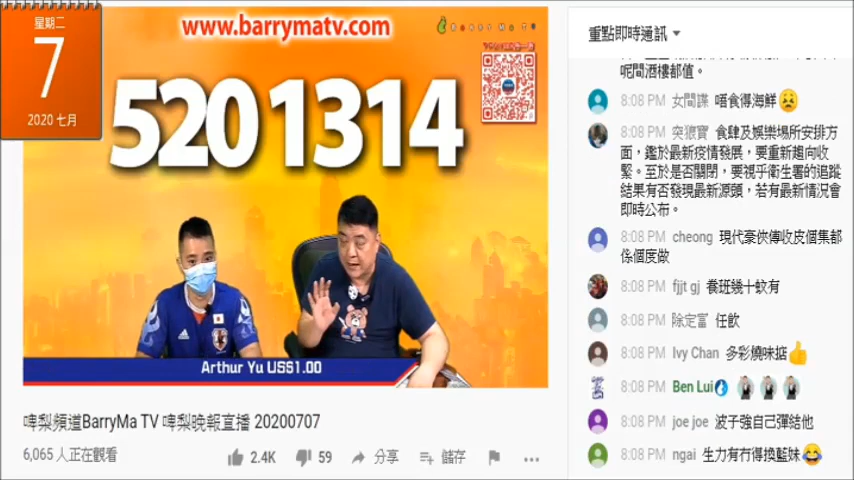 星期二
7
2020 七月
www.barrymatv.com
BarryMaTV
520 1314
Arthur Yu US$1.00
啤梨頻道BarryMa TV 啤梨晚報直播 20200707
6,065 人正在觀看
2.4K
59
分享
儲存
重點即時通訊
呢間酒樓都值。
8:08 PM 女間諜 唔食得海鮮😣
8:08 PM 突狼寶 食肆及娛樂場所安排方
面，鑑於最新疫情發展，要重新趨向收
緊。至於是否關閉，要視乎衛生署的追蹤
結果有否發現最新源頭，若有最新情況會
即時公布。
8:08 PM cheong 現代豪俠傳收皮個集都
係個度做
8:08 PM fjjt gj 養班幾十蚊有
8:08 PM 除定富 任飲
8:08 PM Ivy Chan 多彩燒味掂👍
8:08 PM Ben Lui
8:08 PM joe joe 波子強自己彈結他
8:08 PM ngai 生力有冇得換藍妹😂